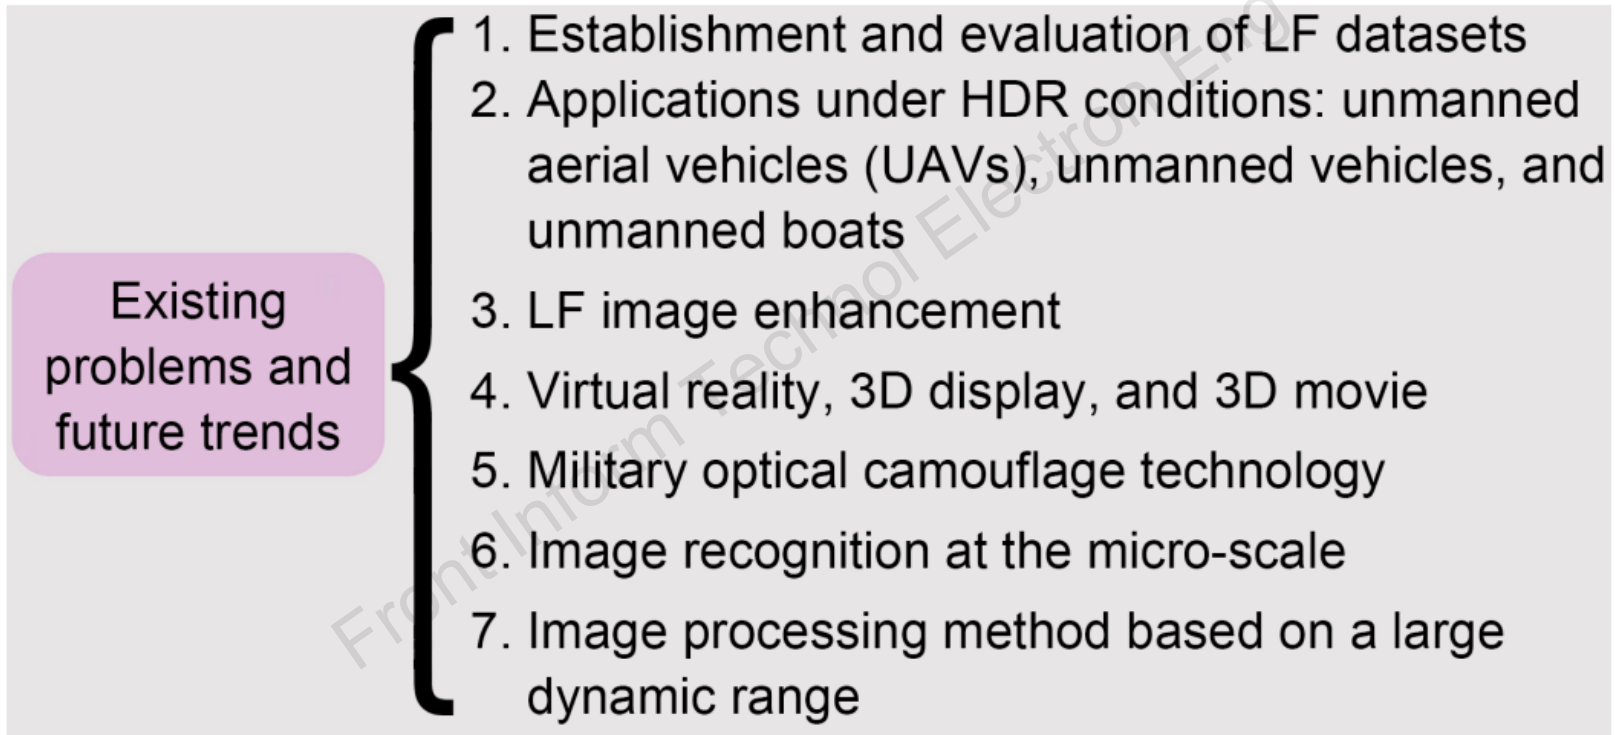 Existing
problems and
future trends
1. Establishment and evaluation of LF datasets
2. Applications under HDR conditions: unmanned
aerial vehicles (UAVs), unmanned vehicles, and
unmanned boats
3. LF image enhancement
4. Virtual reality, 3D display, and 3D movie
5. Military optical camouflage technology
6. Image recognition at the micro-scale
7. Image processing method based on a large
dynamic range
Front Inform Technol Electron Eng